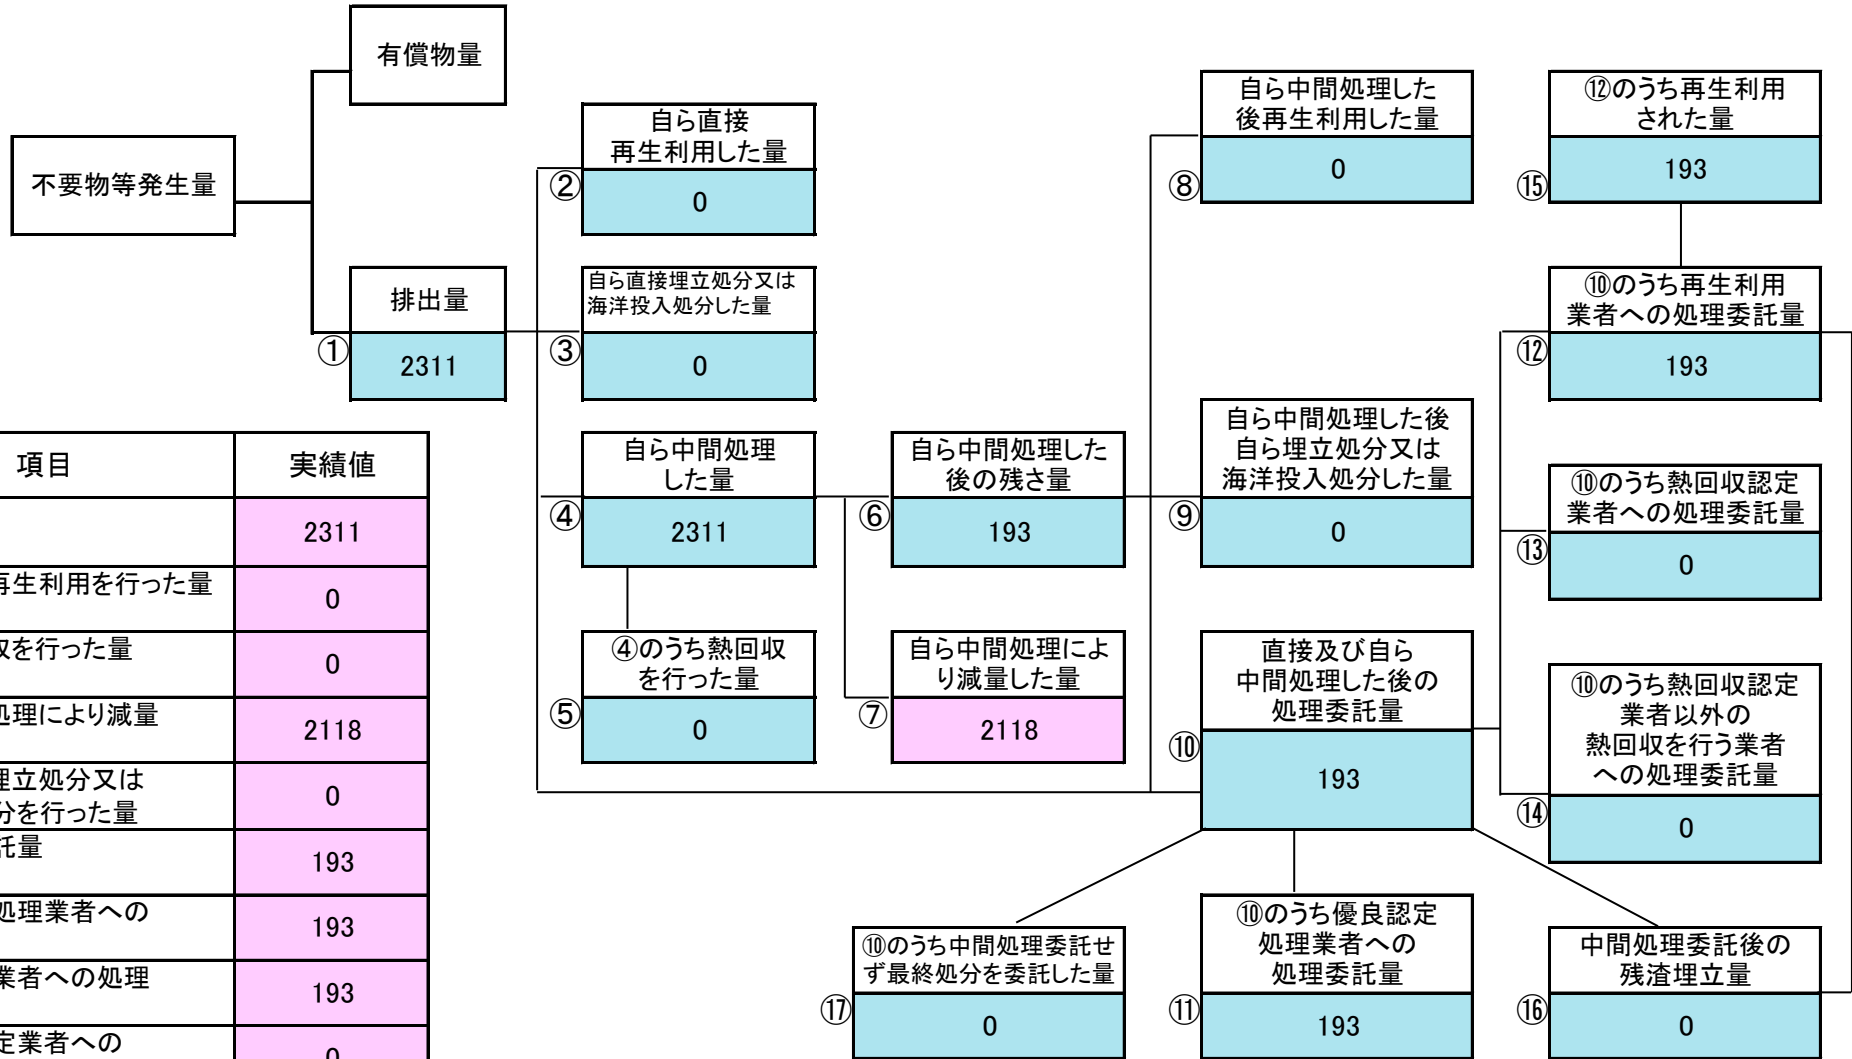 有償物量
不要物等発生量
排出量
①
2311
自ら直接
再生利用した量
②
0
自ら直接埋立処分又は
海洋投入処分した量
③
0
自ら中間処理
した量
④
2311
④のうち熱回収
を行った量
⑤
0
自ら中間処理した
後の残さ量
⑥
193
自ら中間処理によ
り減量した量
⑦
2118
自ら中間処理した
後再生利用した量
⑧
0
自ら中間処理した後
自ら埋立処分又は
海洋投入処分した量
⑨
0
直接及び自ら
中間処理した後の
処理委託量
⑩
193
⑫のうち再生利用
された量
⑮
193
⑩のうち再生利用
業者への処理委託量
⑫
193
⑩のうち熱回収認定
業者への処理委託量
⑬
0
⑩のうち熱回収認定
業者以外の
熱回収を行う業者
への処理委託量
⑭
0
⑩のうち中間処理委託せ
ず最終処分を委託した量
⑰
0
⑩のうち優良認定
処理業者への
処理委託量
⑪
193
中間処理委託後の
残渣埋立量
⑯
0
項目 実績値
2311
再生利用を行った量 0
を行った量 0
処理により減量 2118
埋立処分又は
分を行った量 0
託量 193
処理業者への 193
業者への処理 193
定業者への 0